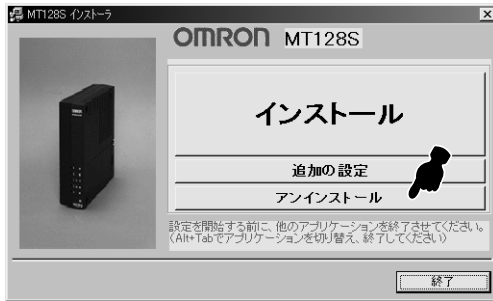 MT128S インストーラ
OMRON MT128S
インストール
追加の設定
アンインストール
設定を開始する前に、他のアプリケーションを終了させてください。
(Alt+Tabでアプリケーションを切り替え、終了してください)
終了